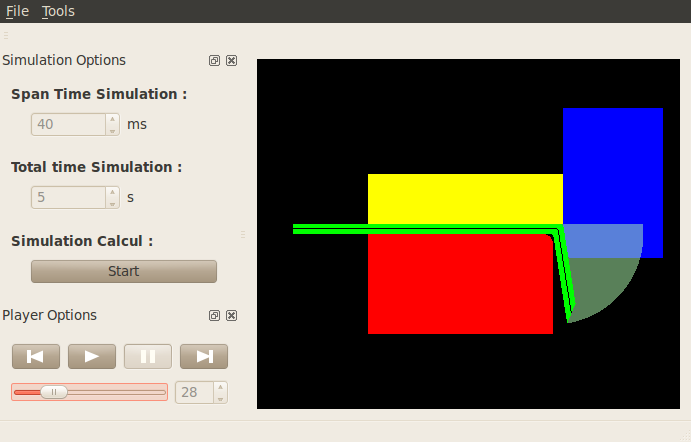 File Tools
Simulation Options
Span Time Simulation :
40 ms
Total time Simulation :
5 s
Simulation Calcul :
Start
Player Options
28